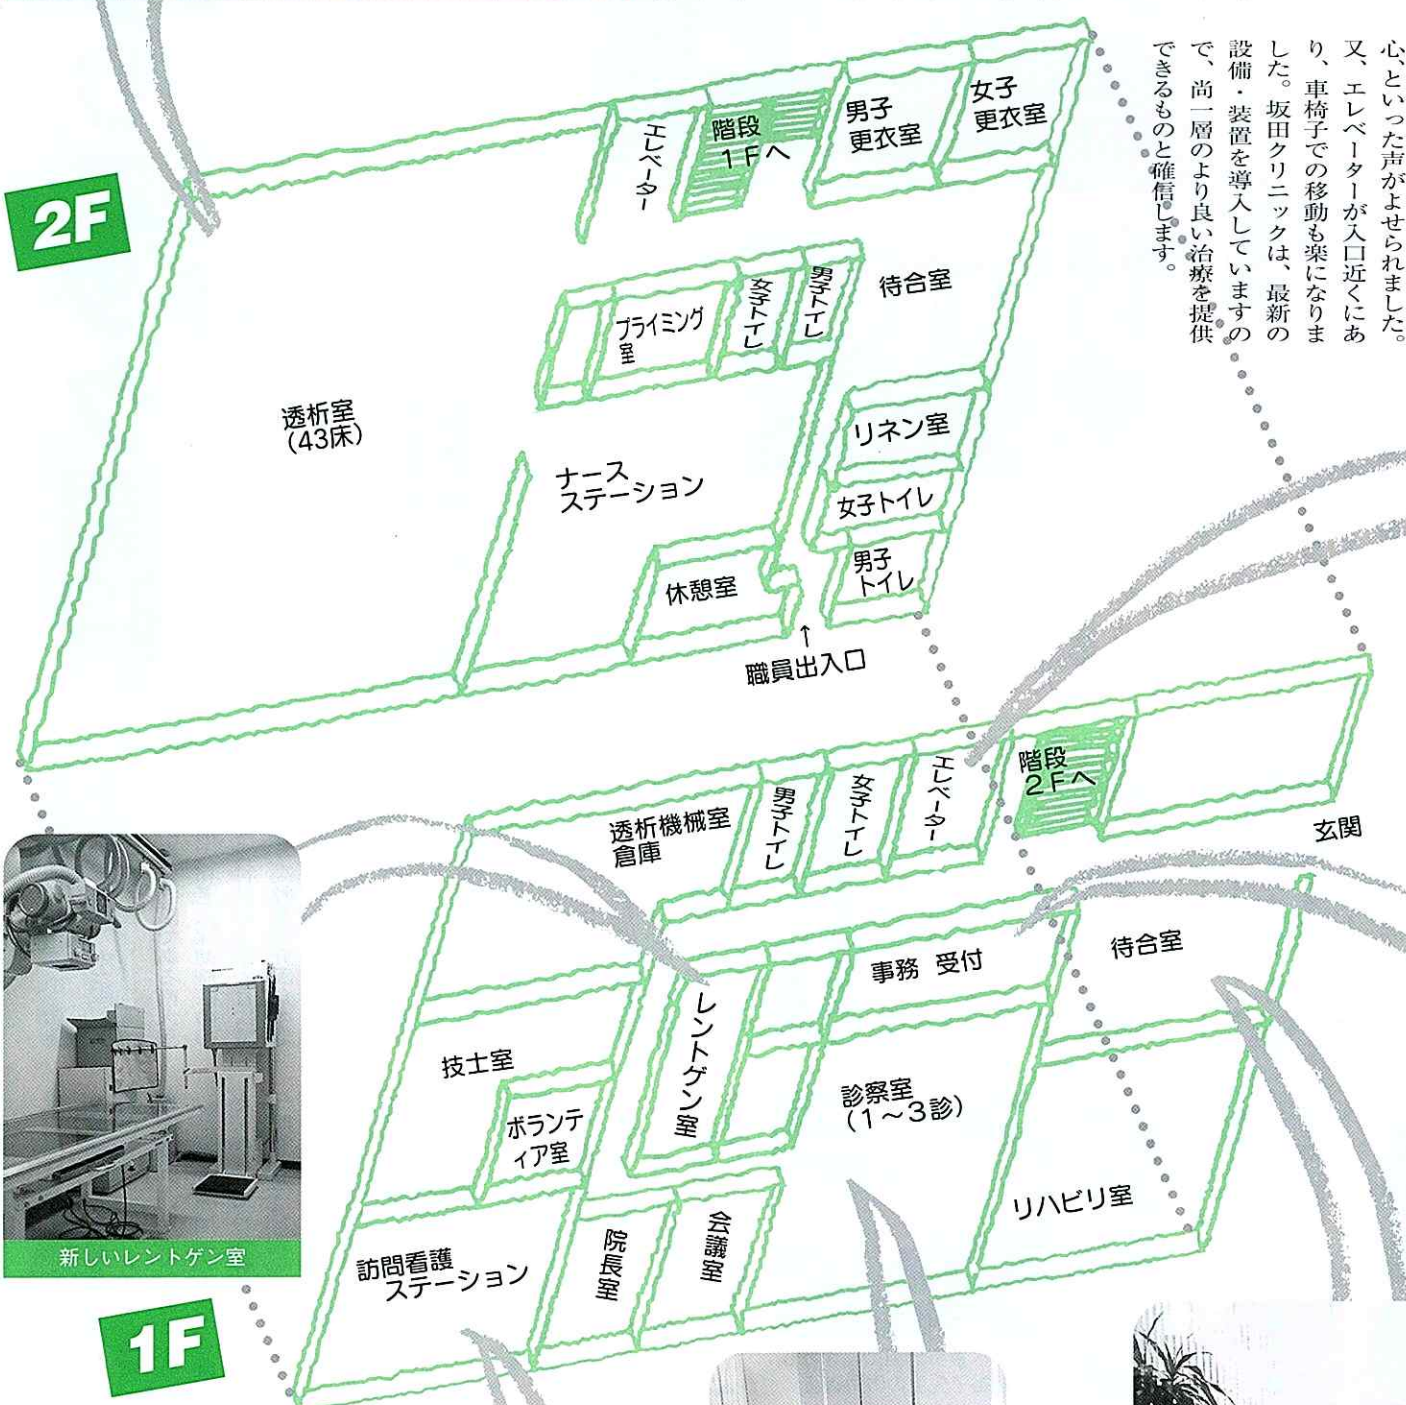 心、といった声がよせられました。
又、エレベーターが入口近くにあ
り、車椅子での移動も楽になりま
した。坂田クリニックは、最新の
設備・装置を導入していますの
で、尚一層のより良い治療を提供
できるものと確信します。
2F
エレベーター
階段
1Fへ
男子
更衣室
女子
更衣室
プライミング
室
女子トイレ
男子トイレ
待合室
透析室
(43床)
ナース
ステーション
リネン室
女子トイレ
男子
トイレ
休憩室
↑
職員出入口
透析機械室
倉庫
男子トイレ
女子トイレ
エレベーター
階段
2Fへ
玄関
事務 受付
待合室
レントゲン室
技士室
ボランテ
ィア室
診察室
(1〜3診)
リハビリ室
訪問看護
ステーション
院長室
会議室
新しいレントゲン室
1F